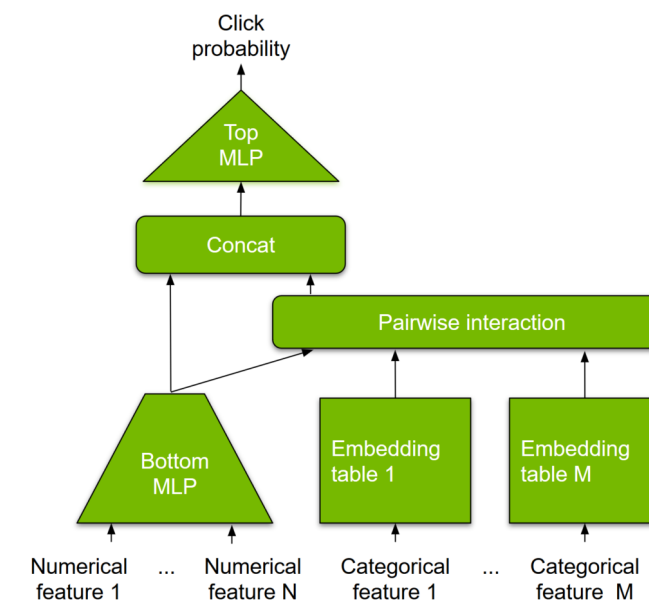 Click
probability
Top
MLP
Concat
Pairwise interaction
Bottom
MLP
Embedding
table 1
Embedding
table M
Numerical
feature 1
...
Numerical
feature N
Categorical
feature 1
...
Categorical
feature M